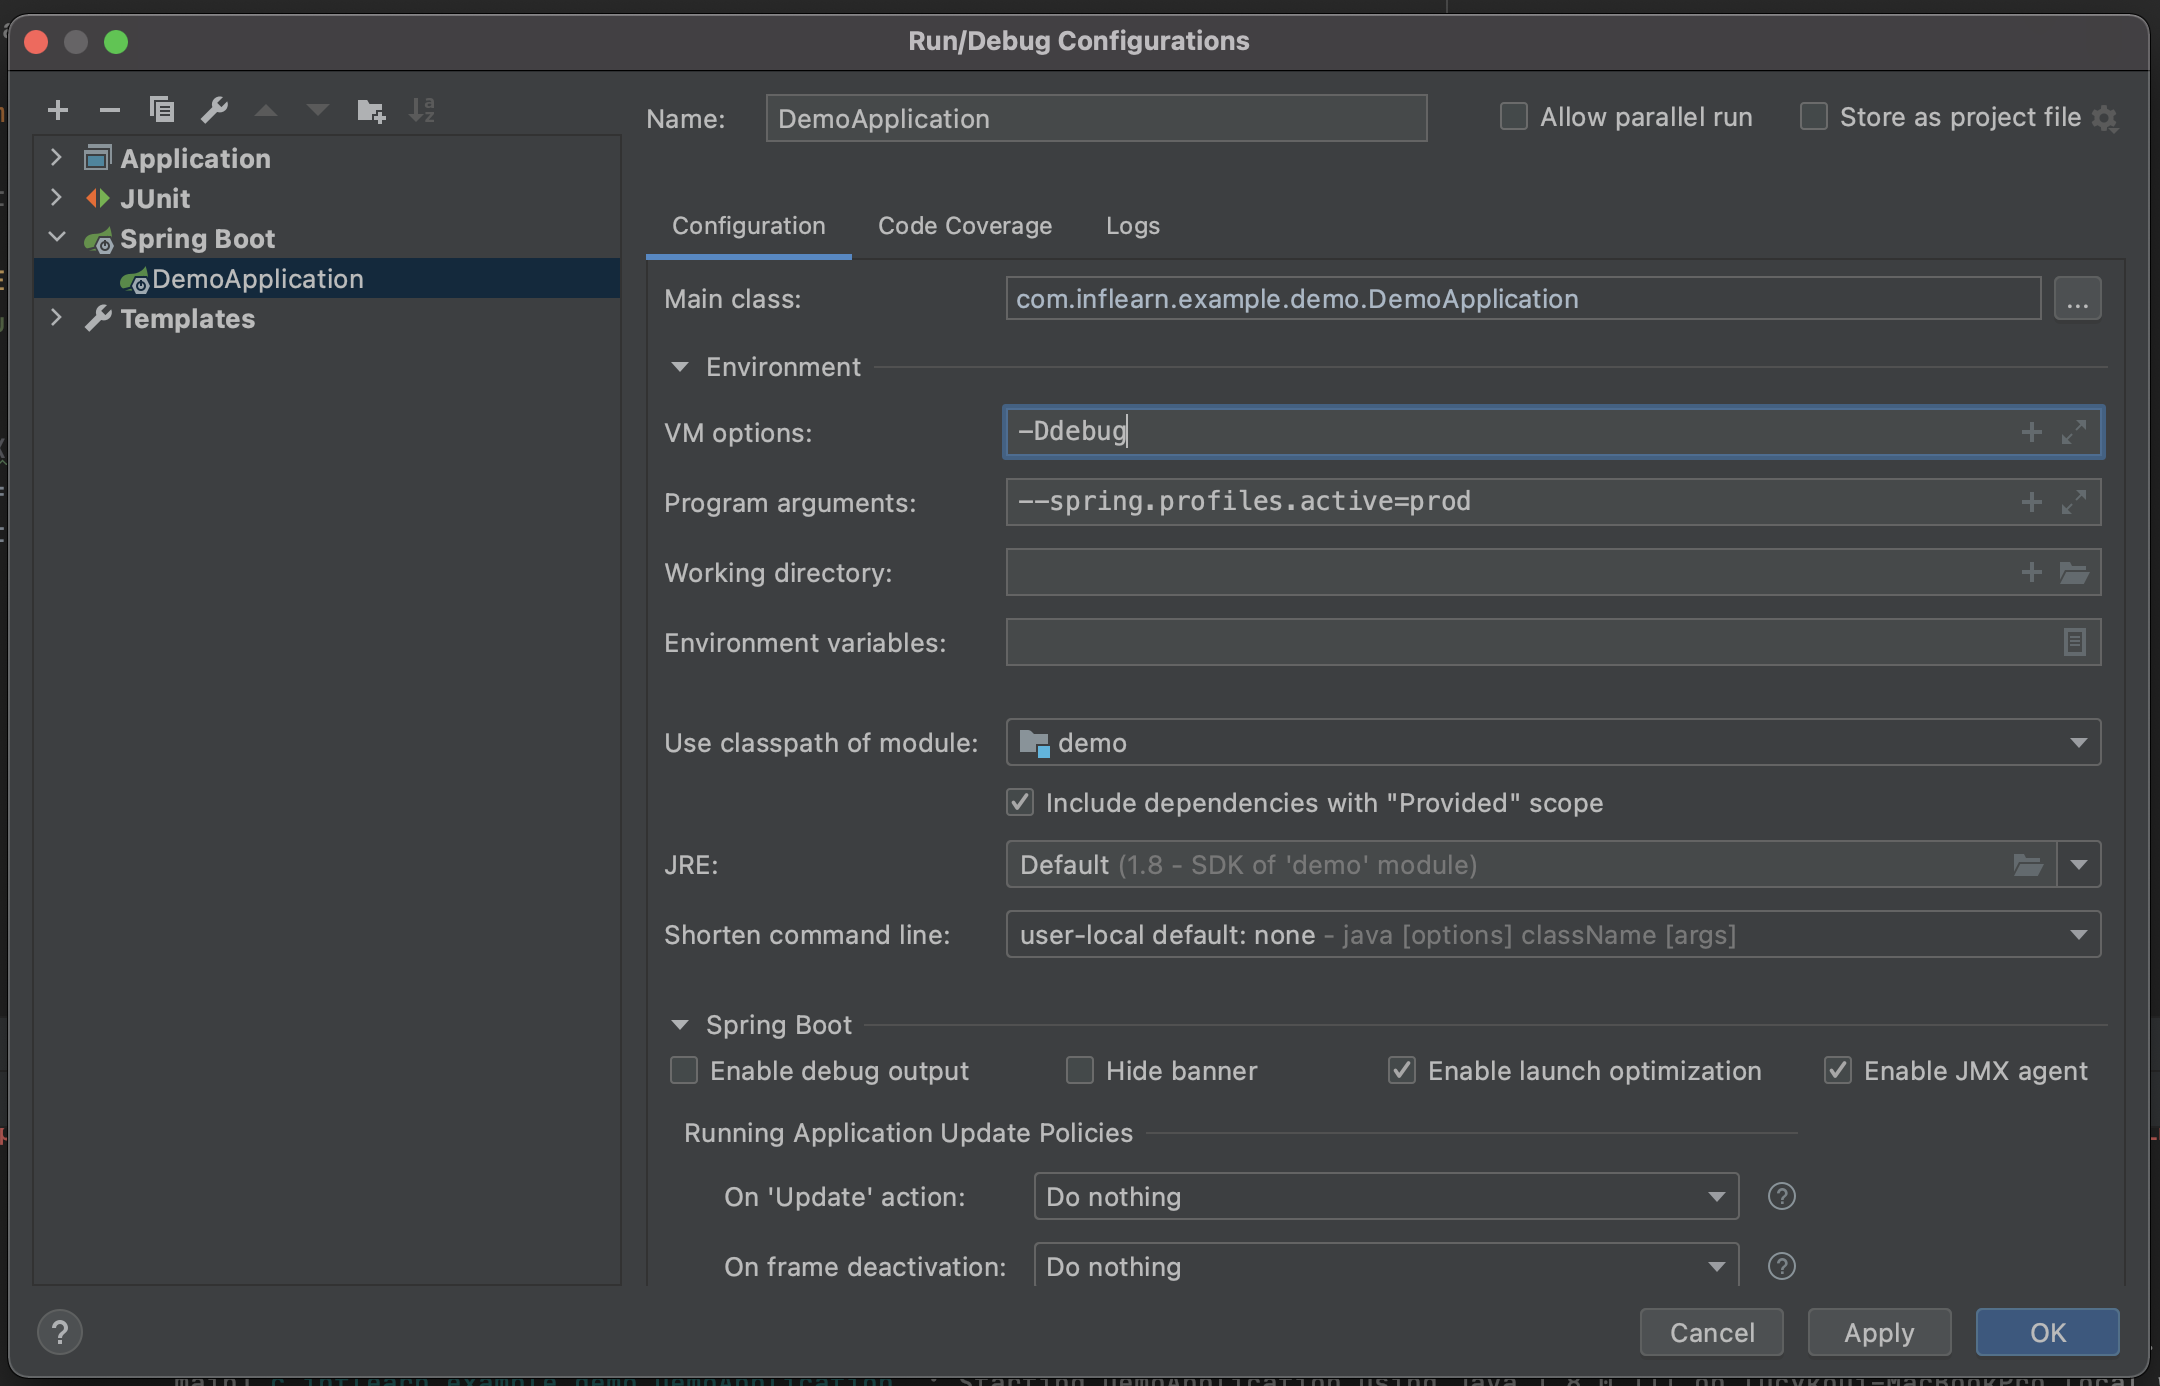 Run/Debug Configurations
Name: DemoApplication Allow parallel run Store as project file
Application
JUnit
Spring Boot
DemoApplication
Templates
Configuration Code Coverage Logs
Main class: com.inflearn.example.demo.DemoApplication ...
Environment
VM options: -Ddebug
Program arguments: --spring.profiles.active=prod
Working directory:
Environment variables:
Use classpath of module: demo
Include dependencies with "Provided" scope
JRE: Default (1.8 - SDK of 'demo' module)
Shorten command line: user-local default: none - java [options] className [args]
Spring Boot
Enable debug output Hide banner Enable launch optimization Enable JMX agent
Running Application Update Policies
On 'Update' action: Do nothing ?
On frame deactivation: Do nothing ?
? Cancel Apply OK